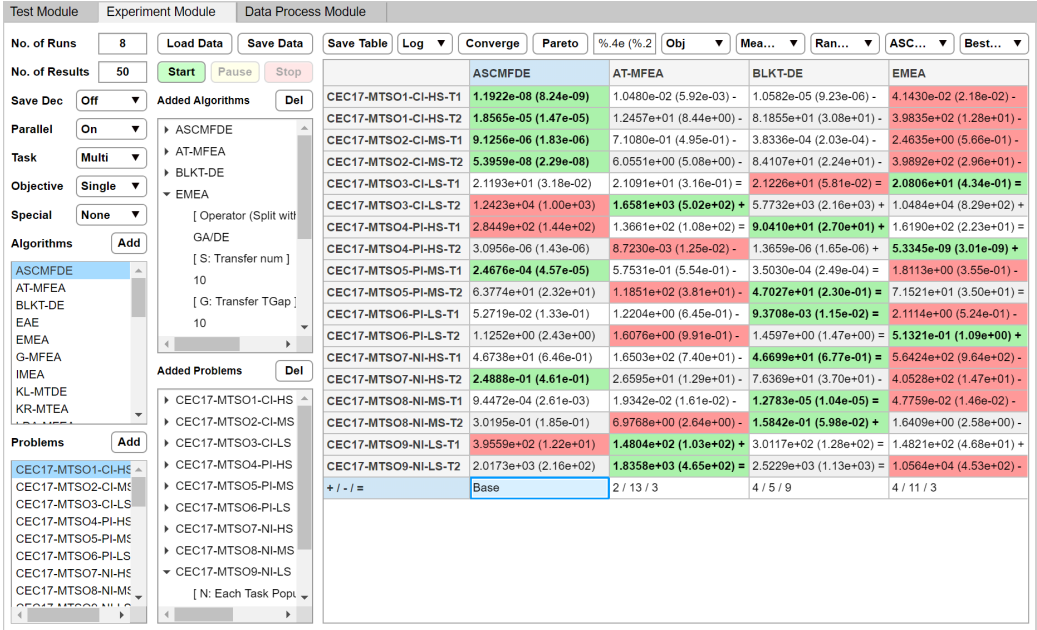 Test Module Experiment Module Data Process Module
No. of Runs 8 Load Data Save Data Save Table Log ▼ Converge Pareto %.4e (%.2 Obj ▼ Mea... ▼ Ran... ▼ ASC... ▼ Best... ▼
No. of Results 50 Start Pause Stop
Save Dec Off ▼
Parallel On ▼
Task Multi ▼
Objective Single ▼
Special None ▼
Algorithms Add
ASCMFDE
AT-MFEA
BLKT-DE
EAE
EMEA
G-MFEA
IMEA
KL-MTDE
KR-MTEA
Problems Add
CEC17-MTSO1-CI-HS
CEC17-MTSO2-CI-MS
CEC17-MTSO3-CI-LS
CEC17-MTSO4-PI-HS
CEC17-MTSO5-PI-MS
CEC17-MTSO6-PI-LS
CEC17-MTSO7-NI-HS
CEC17-MTSO8-NI-MS
Added Algorithms Del
ASCMFDE
AT-MFEA
BLKT-DE
EMEA
[ Operator (Split with
GA/DE
[ S: Transfer num ]
10
[ G: Transfer TGap ]
10
Added Problems Del
CEC17-MTSO1-CI-HS
CEC17-MTSO2-CI-MS
CEC17-MTSO3-CI-LS
CEC17-MTSO4-PI-HS
CEC17-MTSO5-PI-MS
CEC17-MTSO6-PI-LS
CEC17-MTSO7-NI-HS
CEC17-MTSO8-NI-MS
CEC17-MTSO9-NI-LS
[ N: Each Task Popu
ASCMFDE AT-MFEA BLKT-DE EMEA
CEC17-MTSO1-CI-HS-T1 1.1922e-08 (8.24e-09) 1.0480e-02 (5.92e-03) - 1.0582e-05 (9.23e-06) - 4.1430e-02 (2.18e-02) -
CEC17-MTSO1-CI-HS-T2 1.8565e-05 (1.47e-05) 1.2457e+01 (8.44e+00) - 8.1855e+01 (3.08e+01) - 3.9835e+02 (1.28e+01) -
CEC17-MTSO2-CI-MS-T1 9.1256e-06 (1.83e-06) 7.1080e-01 (4.95e-01) - 3.8336e-04 (2.03e-04) - 2.4635e+00 (5.66e-01) -
CEC17-MTSO2-CI-MS-T2 5.3959e-08 (2.29e-08) 6.0551e+00 (5.08e+00) - 8.4107e+01 (2.24e+01) - 3.9892e+02 (2.96e+01) -
CEC17-MTSO3-CI-LS-T1 2.1193e+01 (3.18e-02) 2.1091e+01 (3.16e-01) = 2.1226e+01 (5.81e-02) = 2.0806e+01 (4.34e-01) =
CEC17-MTSO3-CI-LS-T2 1.2423e+04 (1.00e+03) 1.6581e+03 (5.02e+02) + 5.7732e+03 (2.16e+03) + 1.0484e+04 (8.29e+02) +
CEC17-MTSO4-PI-HS-T1 2.8449e+02 (1.44e+02) 1.3661e+02 (1.08e+02) = 9.0410e+01 (2.70e+01) + 1.6190e+02 (2.23e+01) =
CEC17-MTSO4-PI-HS-T2 3.0956e-06 (1.43e-06) 8.7230e-03 (1.25e-02) - 1.3659e-06 (1.65e-06) + 5.3345e-09 (3.01e-09) +
CEC17-MTSO5-PI-MS-T1 2.4676e-04 (4.57e-05) 5.7531e-01 (5.54e-01) - 3.5030e-04 (2.49e-04) = 1.8113e+00 (3.55e-01) -
CEC17-MTSO5-PI-MS-T2 6.3774e+01 (2.32e+01) 1.1851e+02 (3.81e+01) - 4.7027e+01 (2.30e-01) = 7.1521e+01 (3.50e+01) =
CEC17-MTSO6-PI-LS-T1 5.2719e-02 (1.33e-01) 1.2204e+00 (6.45e-01) - 9.3708e-03 (1.15e-02) = 2.1114e+00 (5.24e-01) -
CEC17-MTSO6-PI-LS-T2 1.1252e+00 (2.43e+00) 1.6076e+00 (9.91e-01) - 1.4597e+00 (1.47e+00) = 5.1321e-01 (1.09e+00) +
CEC17-MTSO7-NI-HS-T1 4.6738e+01 (6.46e-01) 1.6503e+02 (7.40e+01) - 4.6699e+01 (6.77e-01) = 5.6424e+02 (9.64e+02) -
CEC17-MTSO7-NI-HS-T2 2.4888e-01 (4.61e-01) 2.6595e+01 (1.29e+01) - 7.6369e+01 (3.70e+01) - 4.0528e+02 (1.47e+01) -
CEC17-MTSO8-NI-MS-T1 9.4472e-04 (2.61e-03) 1.9342e-02 (1.61e-02) - 1.2783e-05 (1.04e-05) = 4.7759e-02 (1.46e-02) -
CEC17-MTSO8-NI-MS-T2 3.0195e-01 (1.85e-01) 6.9768e+00 (2.64e+00) - 1.5842e-01 (5.98e-02) + 1.6409e+00 (2.58e+00) -
CEC17-MTSO9-NI-LS-T1 3.9559e+02 (1.22e+01) 1.4804e+02 (1.03e+02) + 3.0117e+02 (1.28e+02) = 1.4821e+02 (4.68e+01) +
CEC17-MTSO9-NI-LS-T2 2.0173e+03 (2.16e+02) 1.8358e+03 (4.65e+02) = 2.5229e+03 (1.13e+03) = 1.0564e+04 (4.53e+02) -
+ / - / = Base 2 / 13 / 3 4 / 5 / 9 4 / 11 / 3